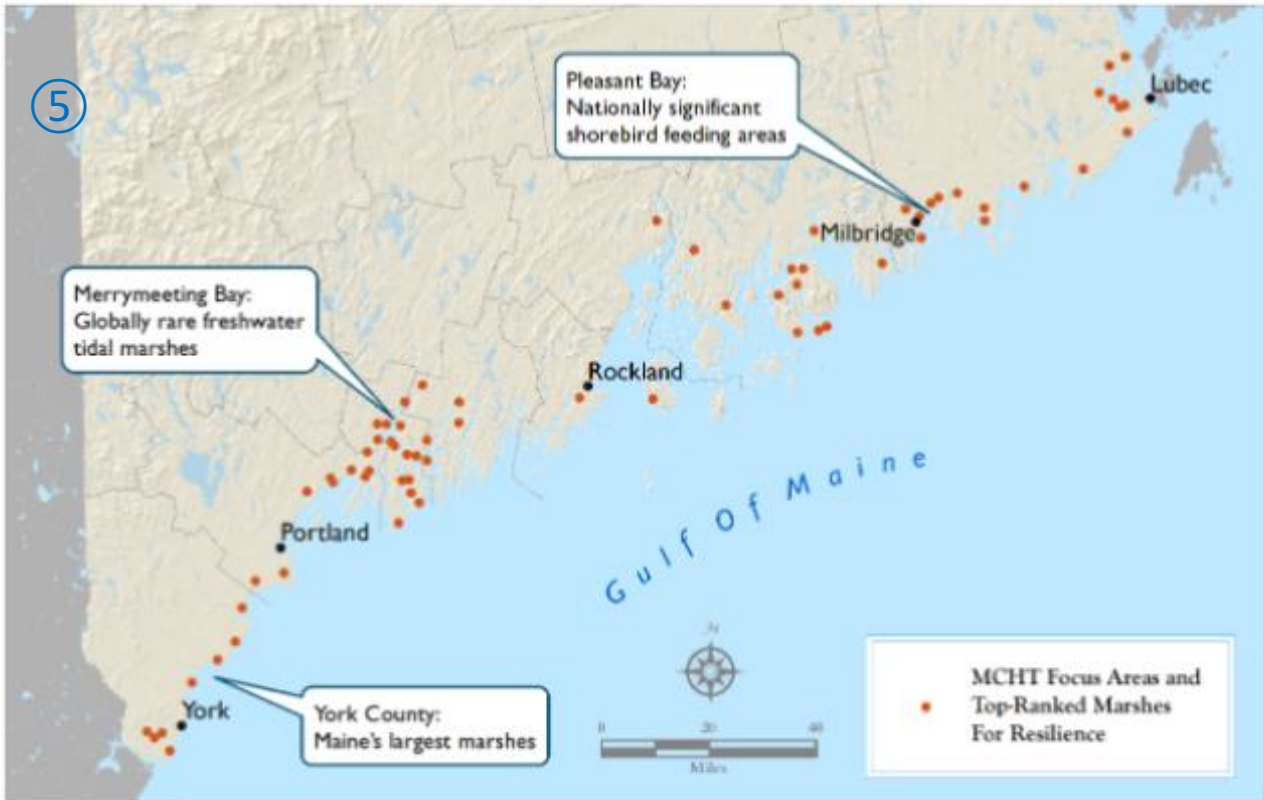 ⑤
Pleasant Bay:
Nationally significant
shorebird feeding areas
Lubec
Milbridge
Merrymeeting Bay:
Globally rare freshwater
tidal marshes
Rockland
Gulf Of Maine
Portland
York
York County:
Maine's largest marshes
N
0 20 40
Miles
MCHT Focus Areas and
Top-Ranked Marshes
For Resilience